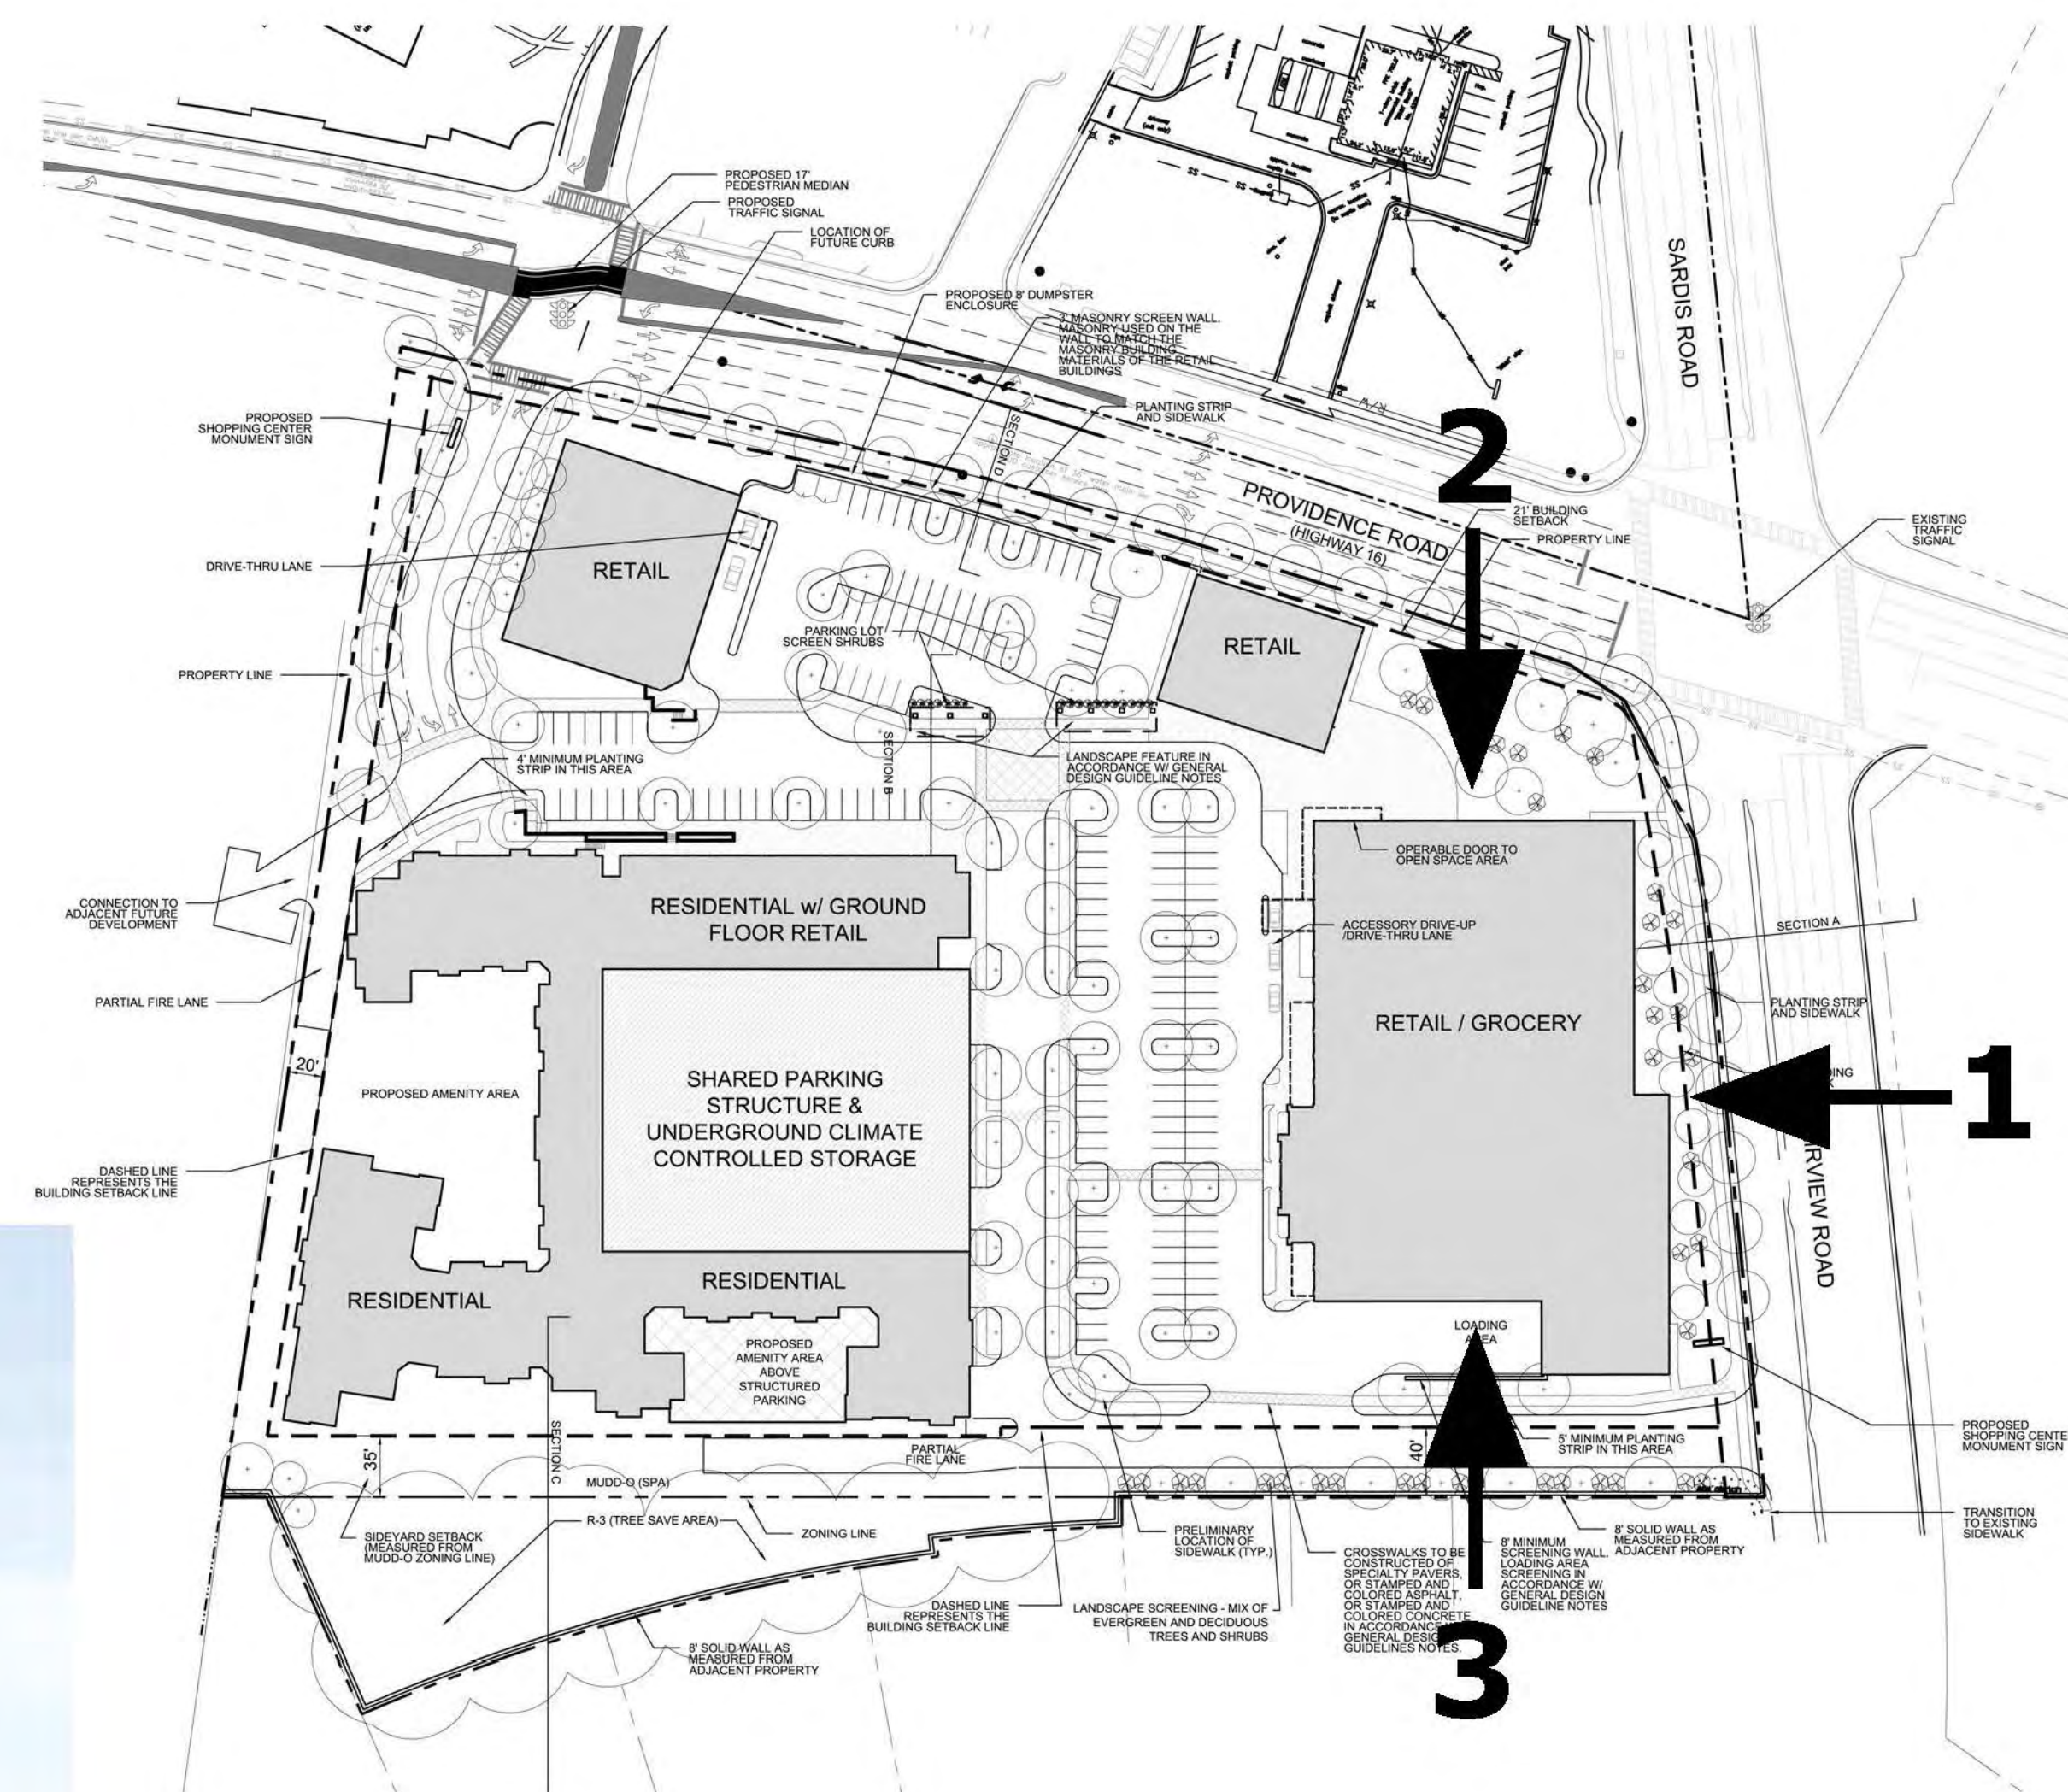 PROPOSED 17'
PEDESTRIAN MEDIAN
PROPOSED
TRAFFIC SIGNAL
LOCATION OF
FUTURE CURB
PROPOSED 8' DUMPSTER
ENCLOSURE
3' MASONRY SCREEN WALL.
MASONRY USED ON THE
WALL TO MATCH THE
MASONRY BUILDING
MATERIALS OF THE RETAIL
BUILDINGS
PLANTING STRIP
AND SIDEWALK
SARDIS ROAD
R/W
SECTION D
PROVIDENCE ROAD
(HIGHWAY 16)
2
21' BUILDING
SETBACK
PROPERTY LINE
EXISTING
TRAFFIC
SIGNAL
PROPOSED
SHOPPING CENTER
MONUMENT SIGN
DRIVE-THRU LANE
RETAIL
PARKING LOT
SCREEN SHRUBS
RETAIL
PROPERTY LINE
4' MINIMUM PLANTING
STRIP IN THIS AREA
SECTION B
LANDSCAPE FEATURE IN
ACCORDANCE W/ GENERAL
DESIGN GUIDELINE NOTES
OPERABLE DOOR TO
OPEN SPACE AREA
CONNECTION TO
ADJACENT FUTURE
DEVELOPMENT
RESIDENTIAL w/ GROUND
FLOOR RETAIL
ACCESSORY DRIVE-UP
/DRIVE-THRU LANE
SECTION A
PARTIAL FIRE LANE
PLANTING STRIP
AND SIDEWALK
RETAIL / GROCERY
20'
PROPOSED AMENITY AREA
SHARED PARKING
STRUCTURE &
UNDERGROUND CLIMATE
CONTROLLED STORAGE
1
DASHED LINE
REPRESENTS THE
BUILDING SETBACK LINE
RVIEW ROAD
RESIDENTIAL
RESIDENTIAL
LOADING
PROPOSED
AMENITY AREA
ABOVE
STRUCTURED
PARKING
SECTION C
35'
PARTIAL
FIRE LANE
40'
5' MINIMUM PLANTING
STRIP IN THIS AREA
PROPOSED
SHOPPING CENTE
MONUMENT SIGN
MUDD-O (SPA)
R-3 (TREE SAVE AREA)
ZONING LINE
SIDEYARD SETBACK
(MEASURED FROM
MUDD-O ZONING LINE)
PRELIMINARY
LOCATION OF
SIDEWALK (TYP.)
CROSSWALKS TO BE
CONSTRUCTED OF
SPECIALTY PAVERS,
OR STAMPED AND
COLORED ASPHALT,
OR STAMPED AND
COLORED CONCRETE
IN ACCORDANCE
GENERAL DESIG
GUIDELINES NOTES.
8' MINIMUM
SCREENING WALL.
LOADING AREA
SCREENING IN
ACCORDANCE W/
GENERAL DESIGN
GUIDELINE NOTES
8' SOLID WALL AS
MEASURED FROM
ADJACENT PROPERTY
TRANSITION
TO EXISTING
SIDEWALK
DASHED LINE
REPRESENTS THE
BUILDING SETBACK LINE
LANDSCAPE SCREENING - MIX OF
EVERGREEN AND DECIDUOUS
TREES AND SHRUBS
8' SOLID WALL AS
MEASURED FROM
ADJACENT PROPERTY
3